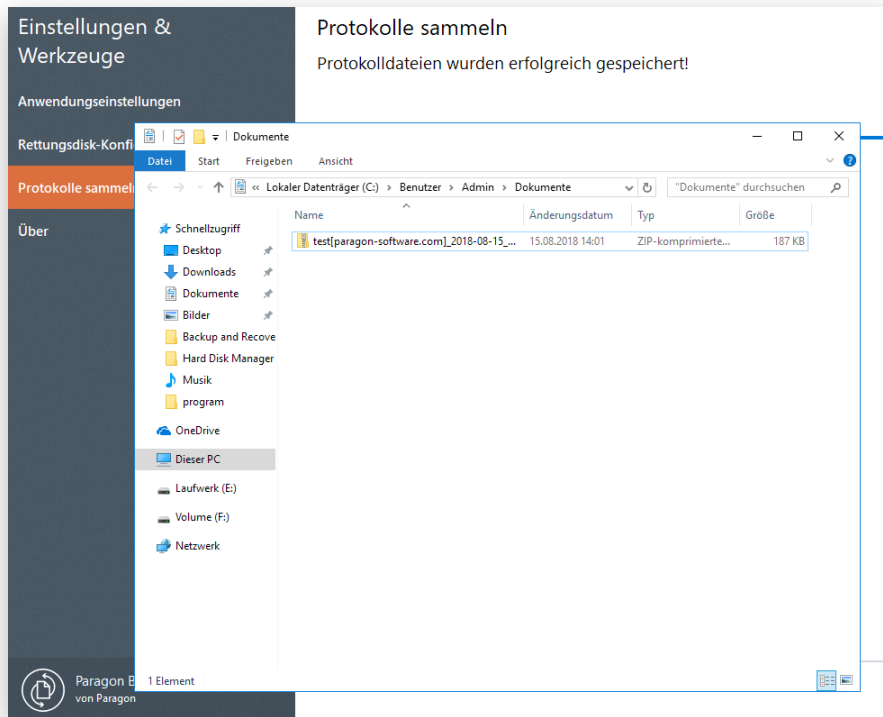 Einstellungen &
Werkzeuge
Anwendungseinstellungen
Rettungsdisk-Konfi
Protokolle sammeln
Über
Paragon B
von Paragon
Protokolle sammeln
Protokolldateien wurden erfolgreich gespeichert!
Dokumente
Datei Start Freigeben Ansicht
« Lokaler Datenträger (C:) › Benutzer › Admin › Dokumente
"Dokumente" durchsuchen
Name Änderungsdatum Typ Größe
test[paragon-software.com]_2018-08-15_... 15.08.2018 14:01 ZIP-komprimierte... 187 KB
Schnellzugriff
Desktop
Downloads
Dokumente
Bilder
Backup and Recove
Hard Disk Manager
Musik
program
OneDrive
Dieser PC
Laufwerk (E:)
Volume (F:)
Netzwerk
1 Element